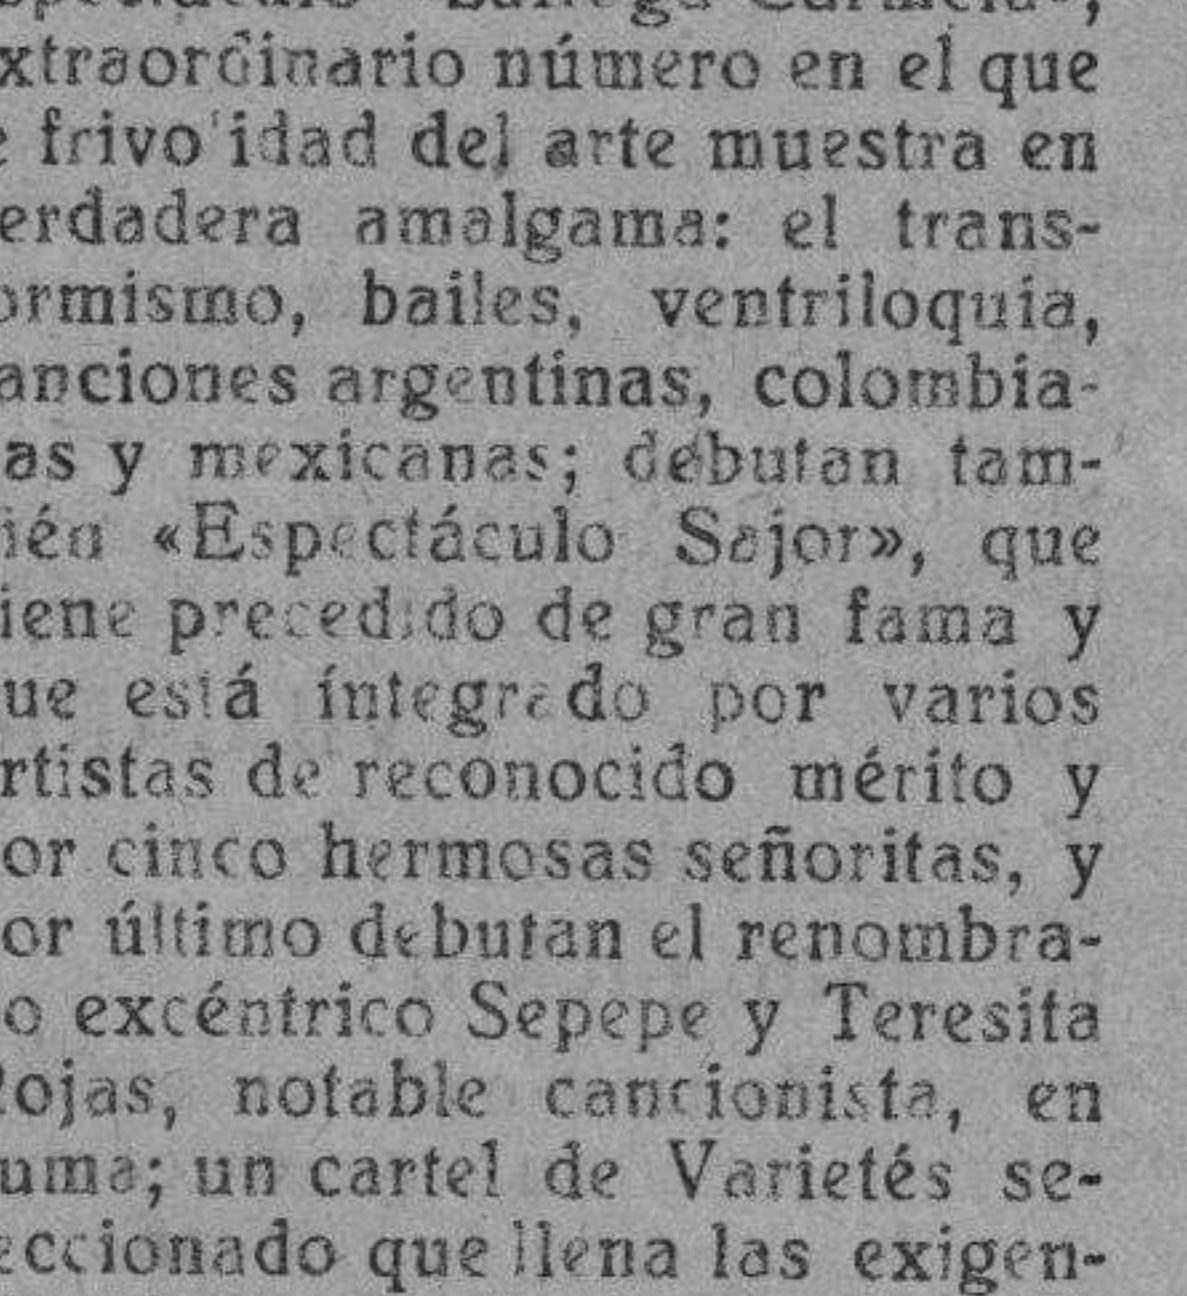 xtraordinario número en el que
e frivolidad del arte muestra en
erdadera amalgama: el trans-
ormismo, bailes, ventriloquia,
anciones argentinas, colombia-
as y mexicanas; debutan tam-
ién «Espectáculo Sajor», que
iene precedido de gran fama y
ue está íntegrado por varios
rtistas de reconocido mérito y
or cinco hermosas señoritas, y
or último debutan el renombra-
o excéntrico Sepepe y Teresita
Rojas, notable cancionista, en
uma; un cartel de Varietés se-
eccionado que llena las exigen-